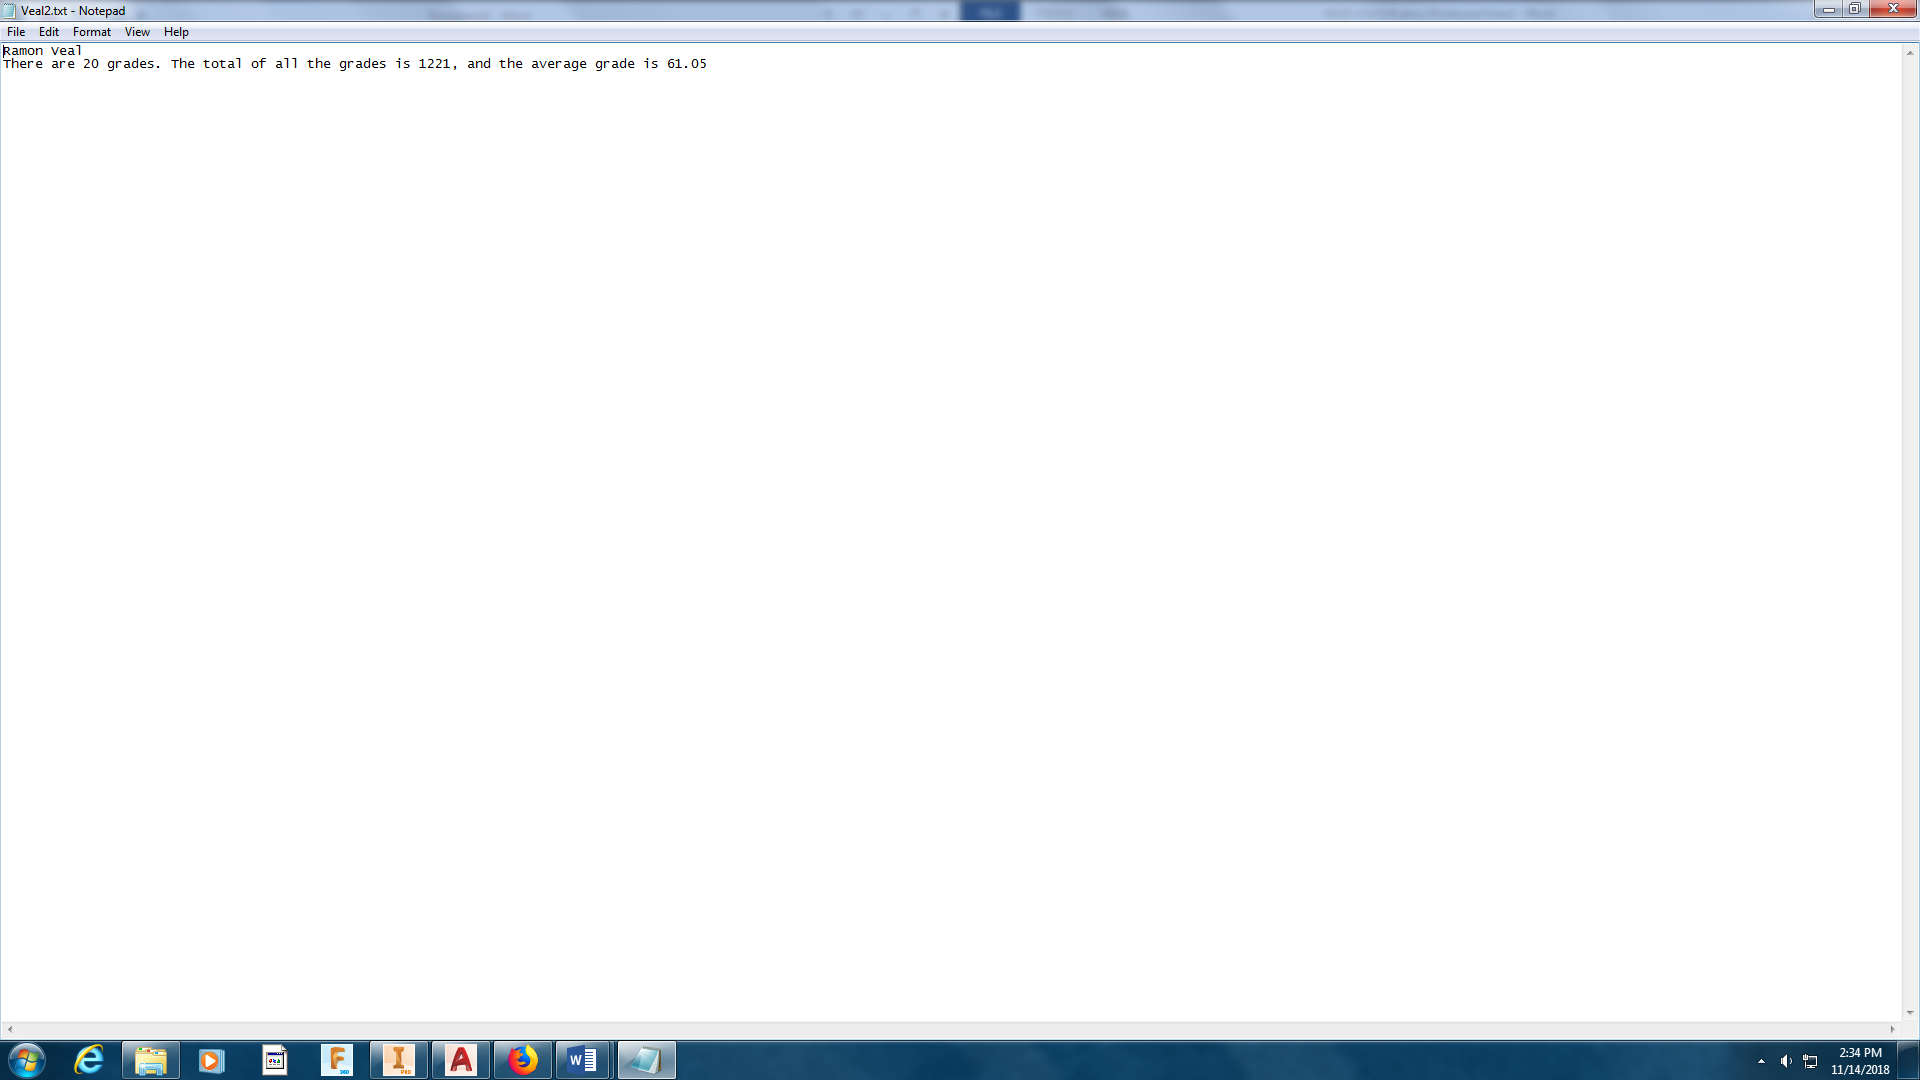 Veal2.txt - Notepad
File Edit Format View Help
Ramon Veal
There are 20 grades. The total of all the grades is 1221, and the average grade is 61.05
2:34 PM
11/14/2018